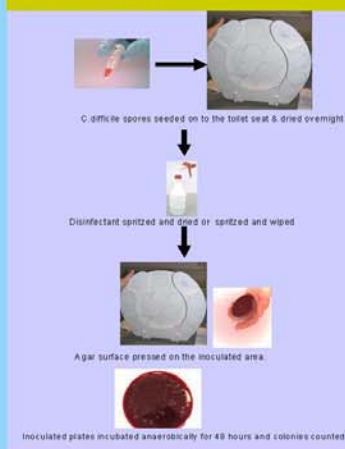 C. difficile spores seeded on to the toilet seat & dried overnight
Disinfectant spritzed and dried or spritzed and wiped
Agar surface pressed on the inoculated area.
Inoculated plates incubated anaerobically for 48 hours and colonies counted